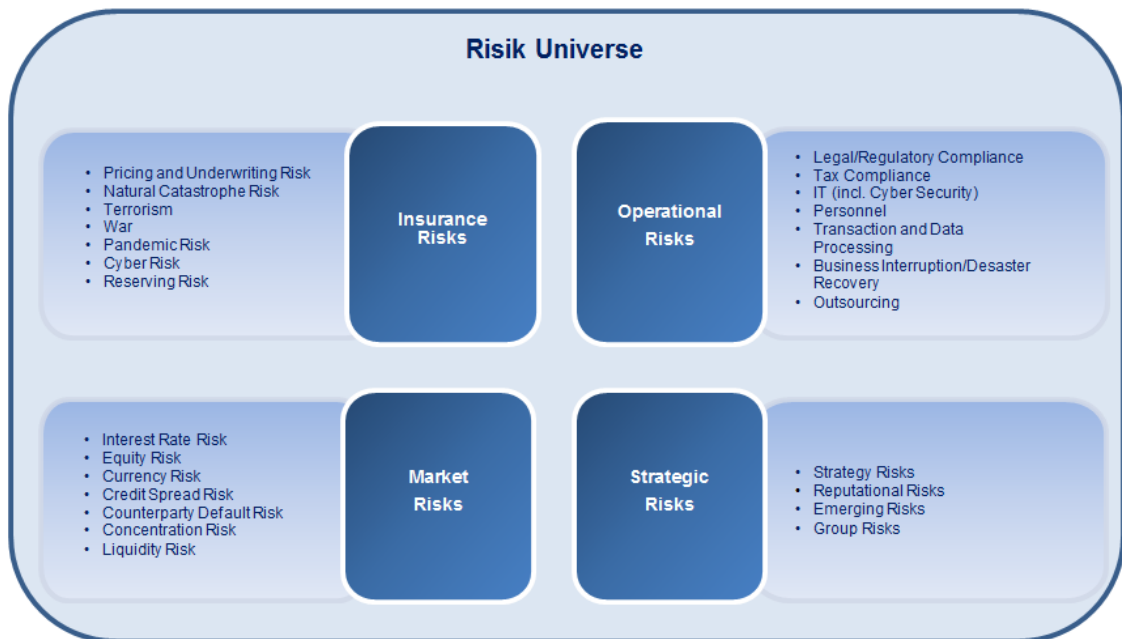 Risik Universe
• Pricing and Underwriting Risk
• Natural Catastrophe Risk
• Terrorism
• War
• Pandemic Risk
• Cyber Risk
• Reserving Risk
Insurance
Risks
Operational
Risks
• Legal/Regulatory Compliance
• Tax Compliance
• IT (incl. Cyber Security)
• Personnel
• Transaction and Data
Processing
• Business Interruption/Desaster
Recovery
• Outsourcing
• Interest Rate Risk
• Equity Risk
• Currency Risk
• Credit Spread Risk
• Counterparty Default Risk
• Concentration Risk
• Liquidity Risk
Market
Risks
Strategic
Risks
• Strategy Risks
• Reputational Risks
• Emerging Risks
• Group Risks